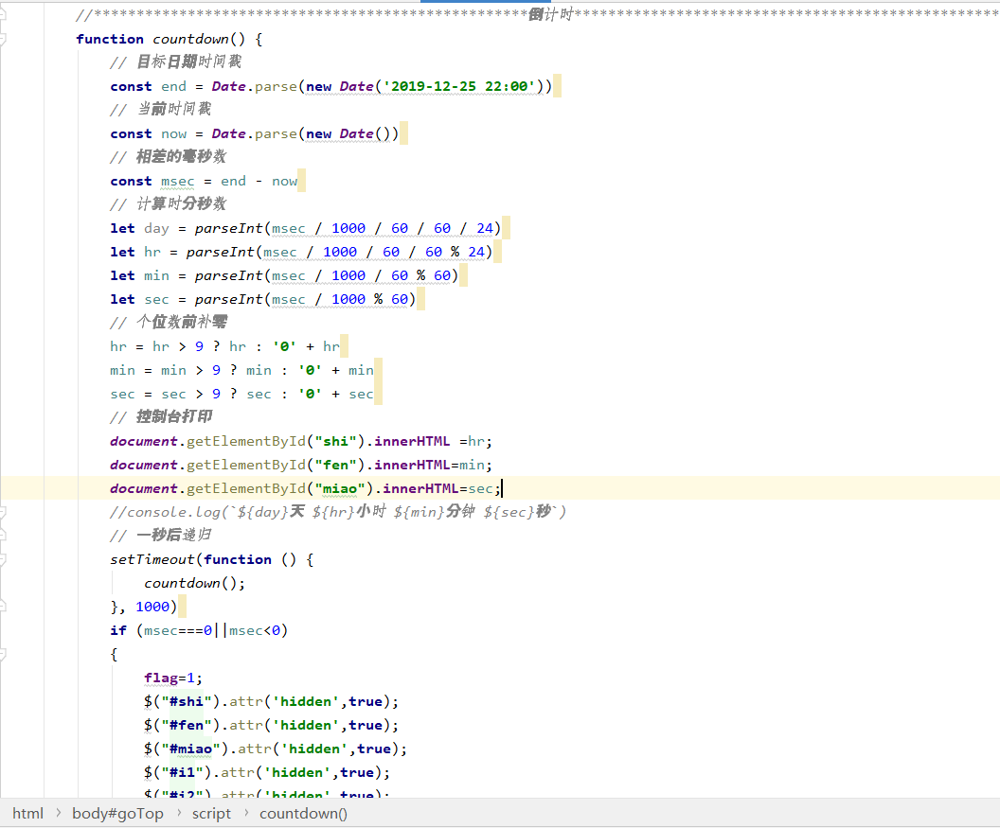 //***************************************************倒计时**************************************************
function countdown() {
// 目标日期时间戳
const end = Date.parse(new Date('2019-12-25 22:00'))
// 当前时间戳
const now = Date.parse(new Date())
// 相差的毫秒数
const msec = end - now
// 计算时分秒数
let day = parseInt(msec / 1000 / 60 / 60 / 24)
let hr = parseInt(msec / 1000 / 60 / 60 % 24)
let min = parseInt(msec / 1000 / 60 % 60)
let sec = parseInt(msec / 1000 % 60)
// 个位数前补零
hr = hr > 9 ? hr : '0' + hr
min = min > 9 ? min : '0' + min
sec = sec > 9 ? sec : '0' + sec
// 控制台打印
document.getElementById("shi").innerHTML =hr;
document.getElementById("fen").innerHTML=min;
document.getElementById("miao").innerHTML=sec;
//console.log(`${day}天 ${hr}小时 ${min}分钟 ${sec}秒`)
// 一秒后递归
setTimeout(function () {
countdown();
}, 1000)
if (msec===0||msec<0)
{
flag=1;
$("#shi").attr('hidden',true);
$("#fen").attr('hidden',true);
$("#miao").attr('hidden',true);
$("#i1").attr('hidden',true);
$("#i2").attr('hidden',true);
html › body#goTop › script › countdown()